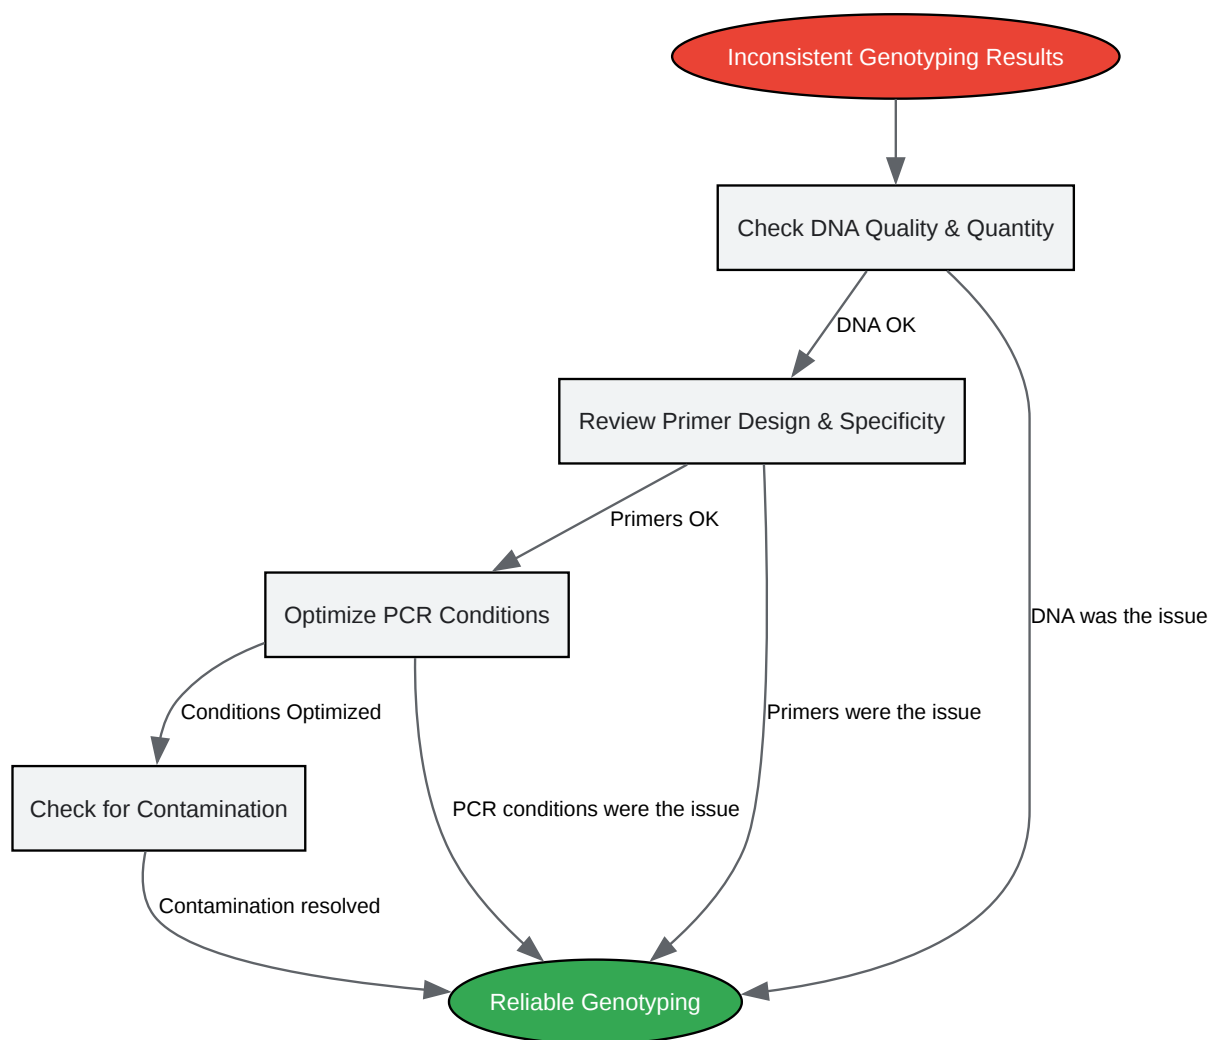 Inconsistent Genotyping Results
Check DNA Quality & Quantity
DNA OK
Review Primer Design & Specificity
Primers OK
Optimize PCR Conditions
DNA was the issue
Conditions Optimized
Primers were the issue
Check for Contamination
PCR conditions were the issue
Contamination resolved
Reliable Genotyping